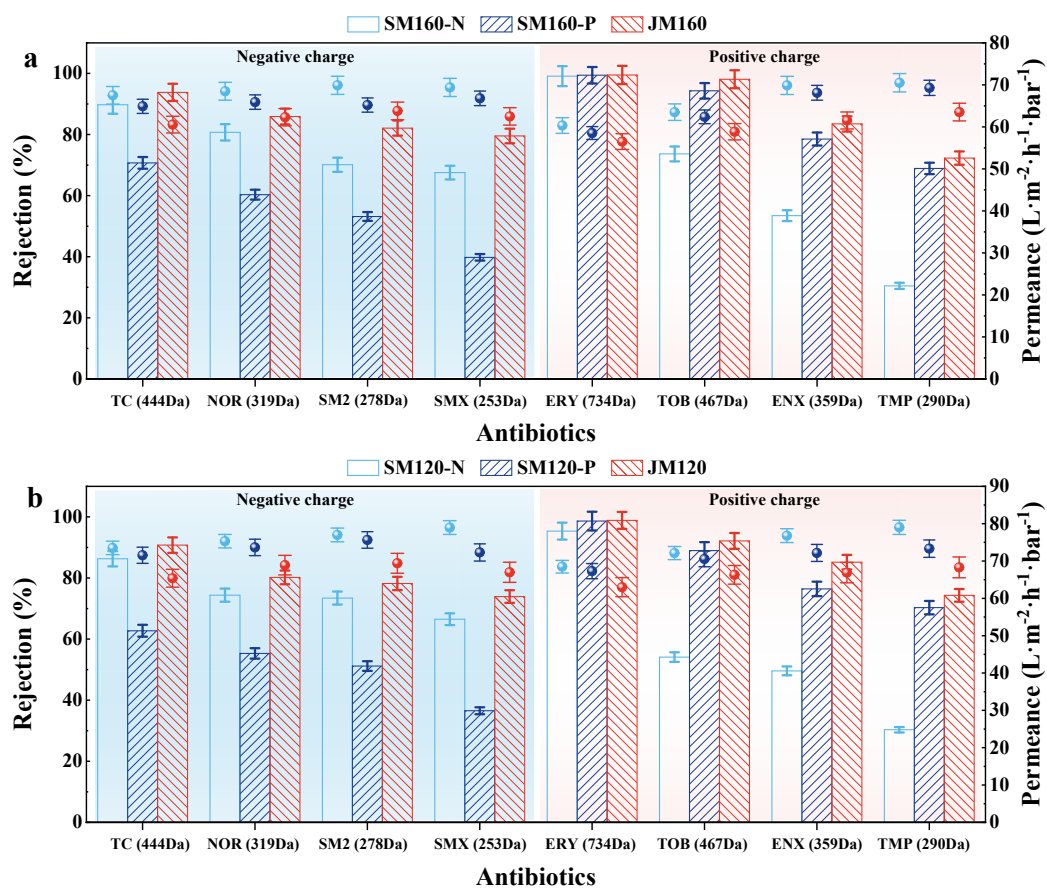 SM160-N SM160-P JM160
a
Negative charge Positive charge
Rejection (%)
100
80
60
40
20
0
80
70
60
50
40
30
20
10
0
Permeance (L·m⁻²·h⁻¹·bar⁻¹)
TC (444Da) NOR (319Da) SM2 (278Da) SMX (253Da) ERY (734Da) TOB (467Da) ENX (359Da) TMP (290Da)
Antibiotics
SM120-N SM120-P JM120
b
Negative charge Positive charge
Rejection (%)
100
80
60
40
20
0
90
80
70
60
50
40
30
20
10
0
Permeance (L·m⁻²·h⁻¹·bar⁻¹)
TC (444Da) NOR (319Da) SM2 (278Da) SMX (253Da) ERY (734Da) TOB (467Da) ENX (359Da) TMP (290Da)
Antibiotics